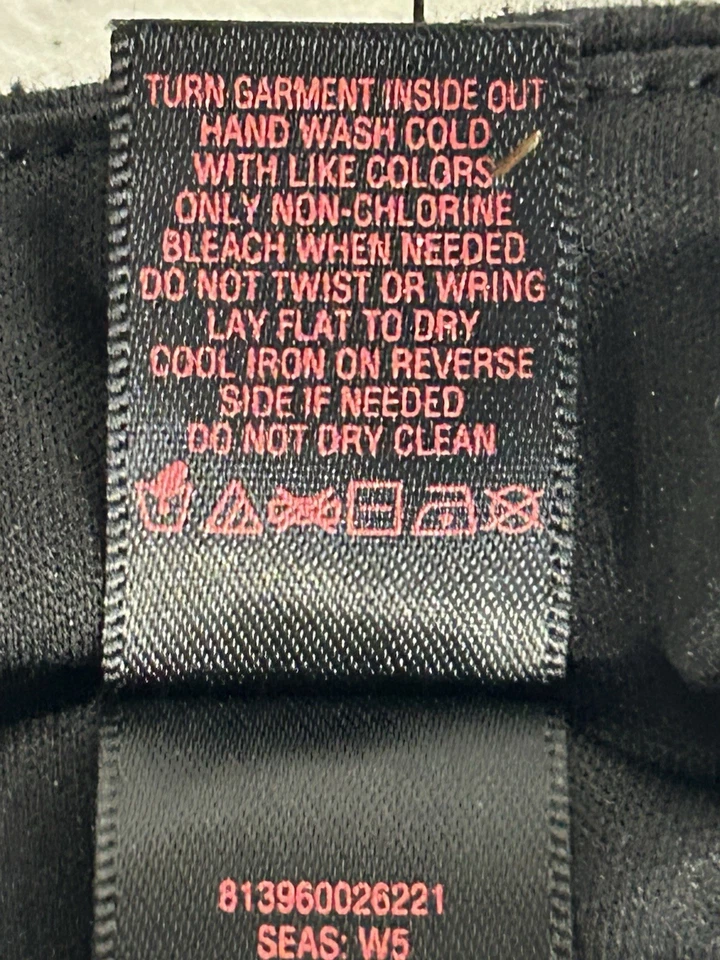 TURN GARMENT INSIDE OUT
HAND WASH COLD
WITH LIKE COLORS
ONLY NON-CHLORINE
BLEACH WHEN NEEDED
DO NOT TWIST OR WRING
LAY FLAT TO DRY
COOL IRON ON REVERSE
SIDE IF NEEDED
DO NOT DRY CLEAN
813960026221
SEAS: W5